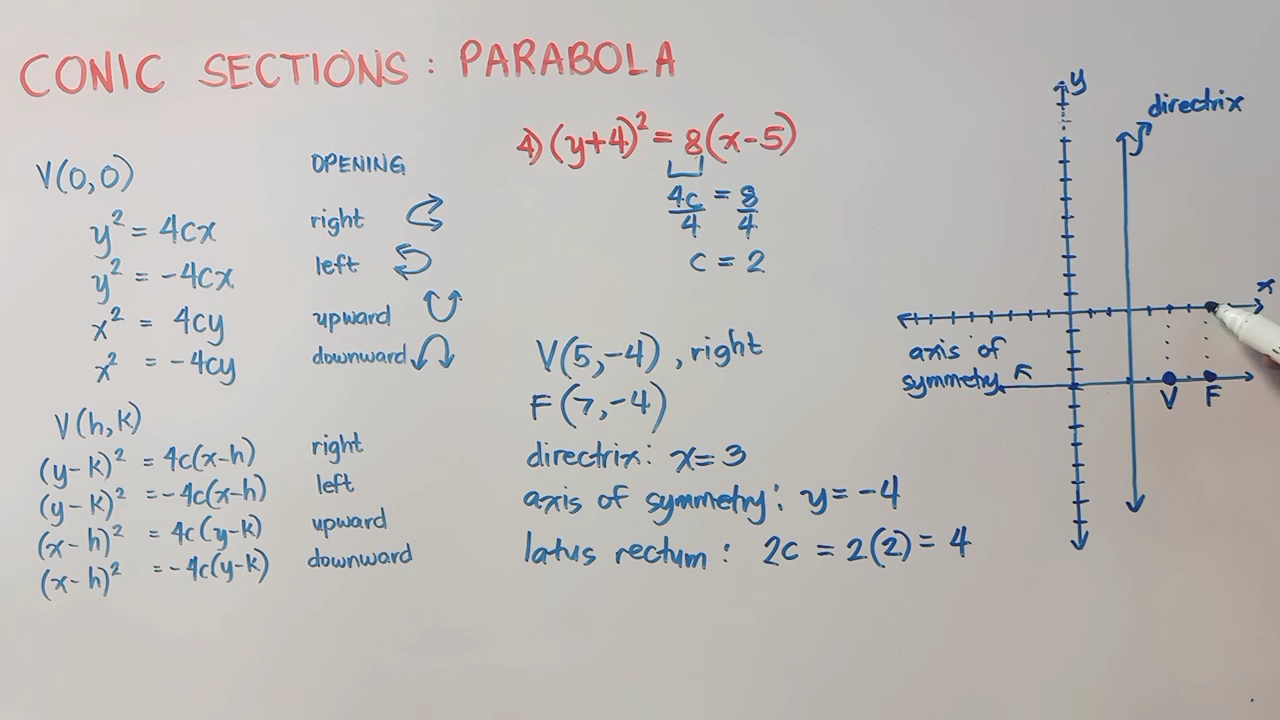 CONIC SECTIONS: PARABOLA
V(0,0) OPENING
y² = 4cx right
y² = -4cx left
x² = 4cy upward
x² = -4cy downward
V(h,k)
(y-k)² = 4c(x-h) right
(y-k)² = -4c(x-h) left
(x-h)² = 4c(y-k) upward
(x-h)² = -4c(y-k) downward
4) (y+4)² = 8(x-5)
4c/4 = 8/4
c = 2
V(5,-4), right
F(7,-4)
directrix: x=3
axis of symmetry: y=-4
latus rectum: 2c = 2(2) = 4
y
directrix
x
axis of
symmetry
V F